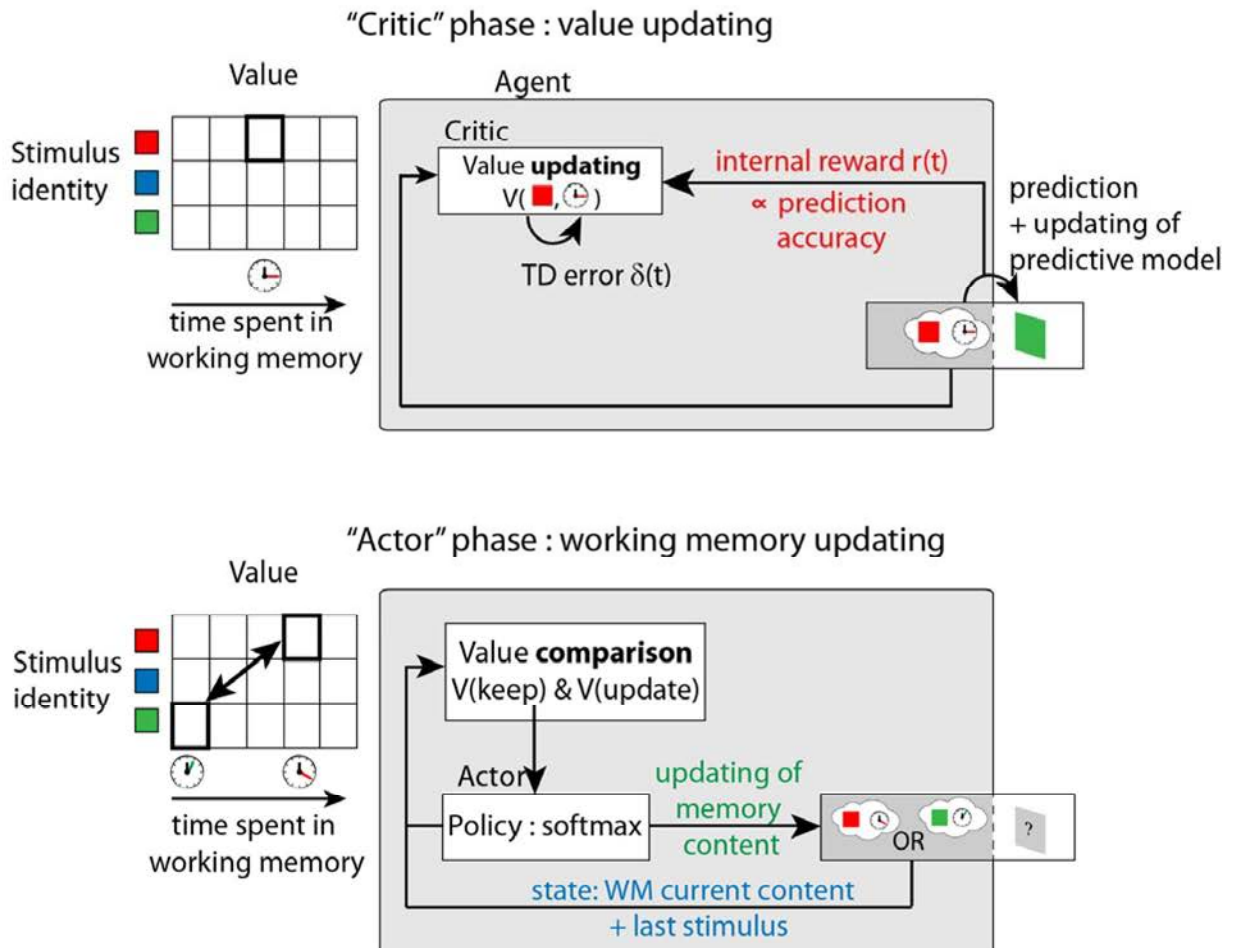 "Critic" phase : value updating
Value
Agent
Stimulus
identity
Critic
Value updating
V( , )
TD error δ(t)
internal reward r(t)
∝ prediction
accuracy
prediction
+ updating of
predictive model
time spent in
working memory
"Actor" phase : working memory updating
Value
Stimulus
identity
Value comparison
V(keep) & V(update)
Actor
Policy : softmax
updating of
memory
content
OR
?
time spent in
working memory
state: WM current content
+ last stimulus